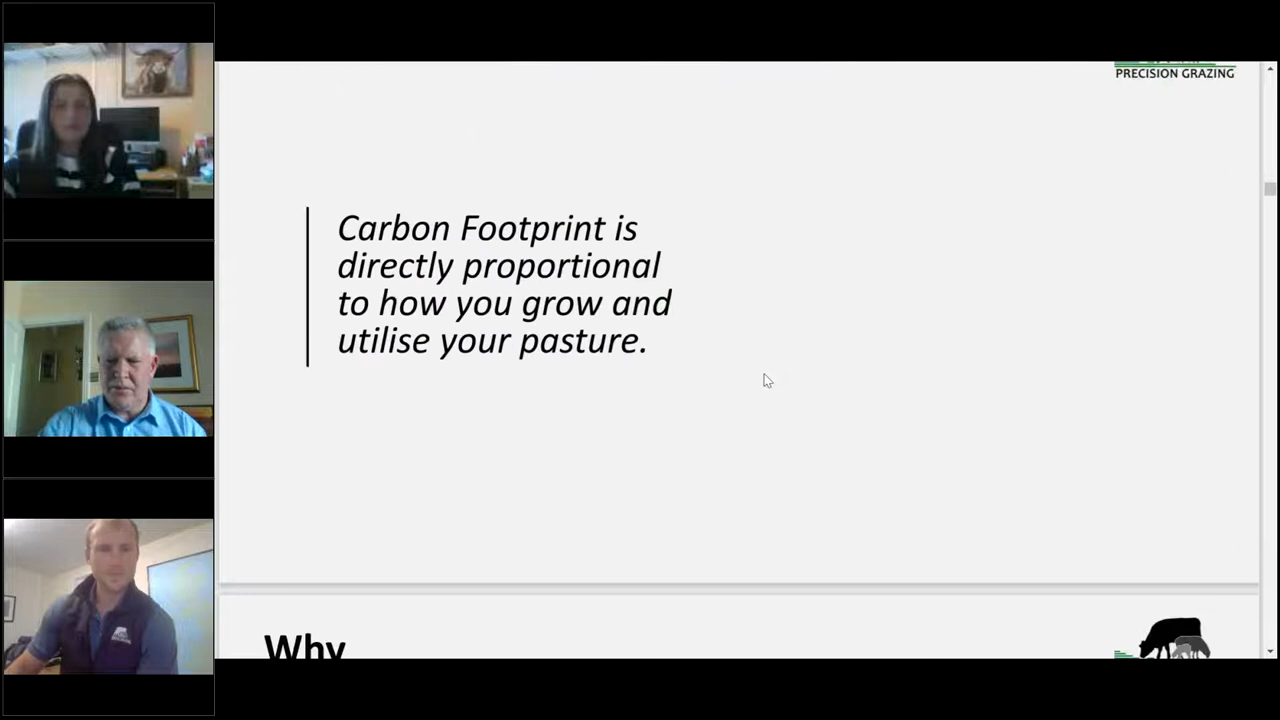 PRECISION GRAZING
Carbon Footprint is
directly proportional
to how you grow and
utilise your pasture.
Why